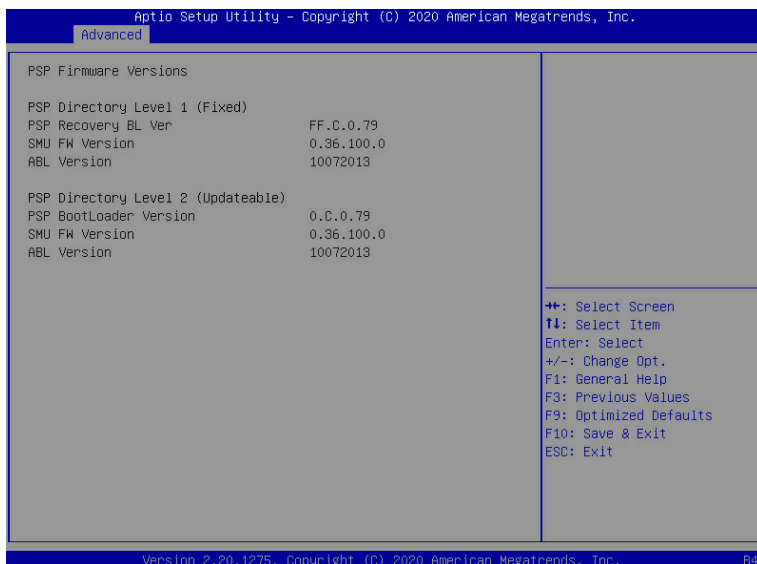 Aptio Setup Utility – Copyright (C) 2020 American Megatrends, Inc.
Advanced
PSP Firmware Versions
PSP Directory Level 1 (Fixed)
PSP Recovery BL Ver FF.C.0.79
SMU FW Version 0.36.100.0
ABL Version 10072013
PSP Directory Level 2 (Updateable)
PSP BootLoader Version 0.C.0.79
SMU FW Version 0.36.100.0
ABL Version 10072013
→←: Select Screen
↑↓: Select Item
Enter: Select
+/-: Change Opt.
F1: General Help
F3: Previous Values
F9: Optimized Defaults
F10: Save & Exit
ESC: Exit
Version 2.20.1275. Copyright (C) 2020 American Megatrends, Inc. B4